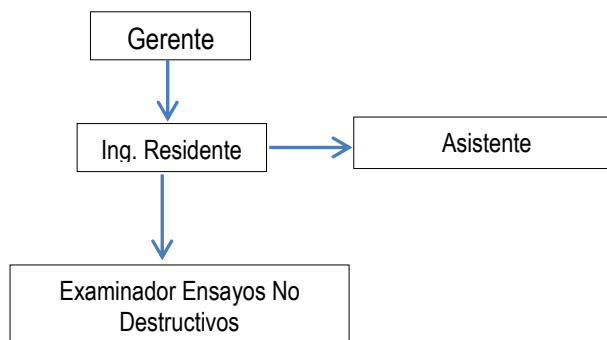 Gerente
Ing. Residente
Asistente
Examinador Ensayos No
Destructivos